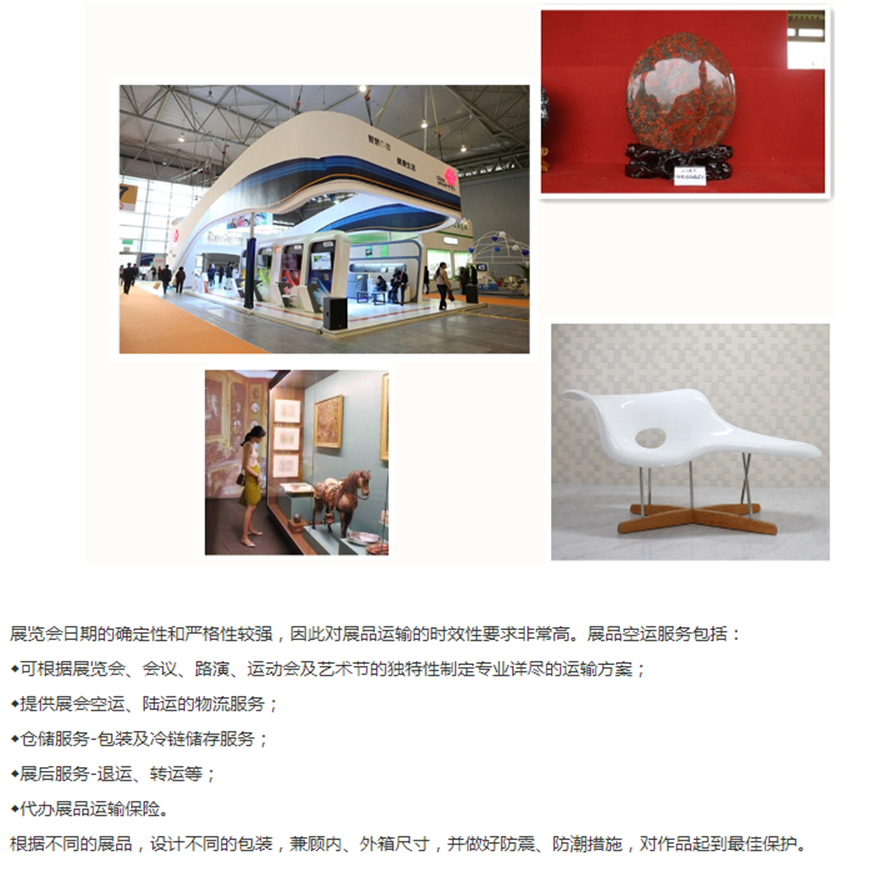 健康生活
展览会日期的确定性和严格性较强，因此对展品运输的时效性要求非常高。展品空运服务包括：
◆可根据展览会、会议、路演、运动会及艺术节的独特性制定专业详尽的运输方案；
◆提供展会空运、陆运的物流服务；
◆仓储服务-包装及冷链储存服务；
◆展后服务-退运、转运等；
◆代办展品运输保险。
根据不同的展品，设计不同的包装，兼顾内、外箱尺寸，并做好防震、防潮措施，对作品起到最佳保护。